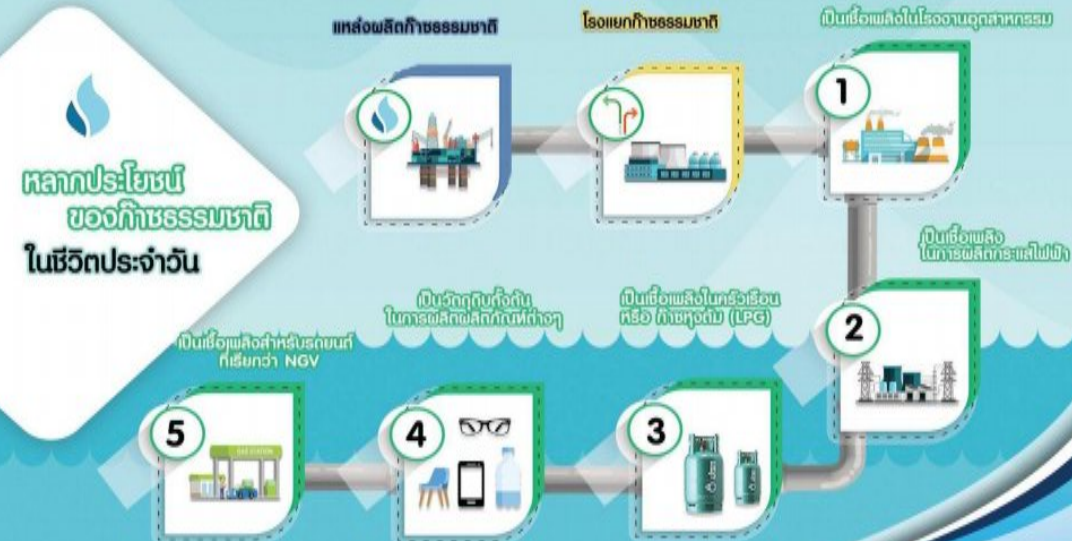 หลากประโยชน์
ของก๊าซธรรมชาติ
ในชีวิตประจำวัน
แหล่งผลิตก๊าซธรรมชาติ
โรงแยกก๊าซธรรมชาติ
เป็นเชื้อเพลิงในโรงงานอุตสาหกรรม
1
เป็นเชื้อเพลิง
ในการผลิตกระแสไฟฟ้า
2
เป็นเชื้อเพลิงในครัวเรือน
หรือ ก๊าซหุงต้ม (LPG)
3
เป็นวัตถุดิบตั้งต้น
ในการผลิตผลิตภัณฑ์ต่างๆ
4
เป็นเชื้อเพลิงสำหรับรถยนต์
ที่เรียกว่า NGV
5
GAS STATION